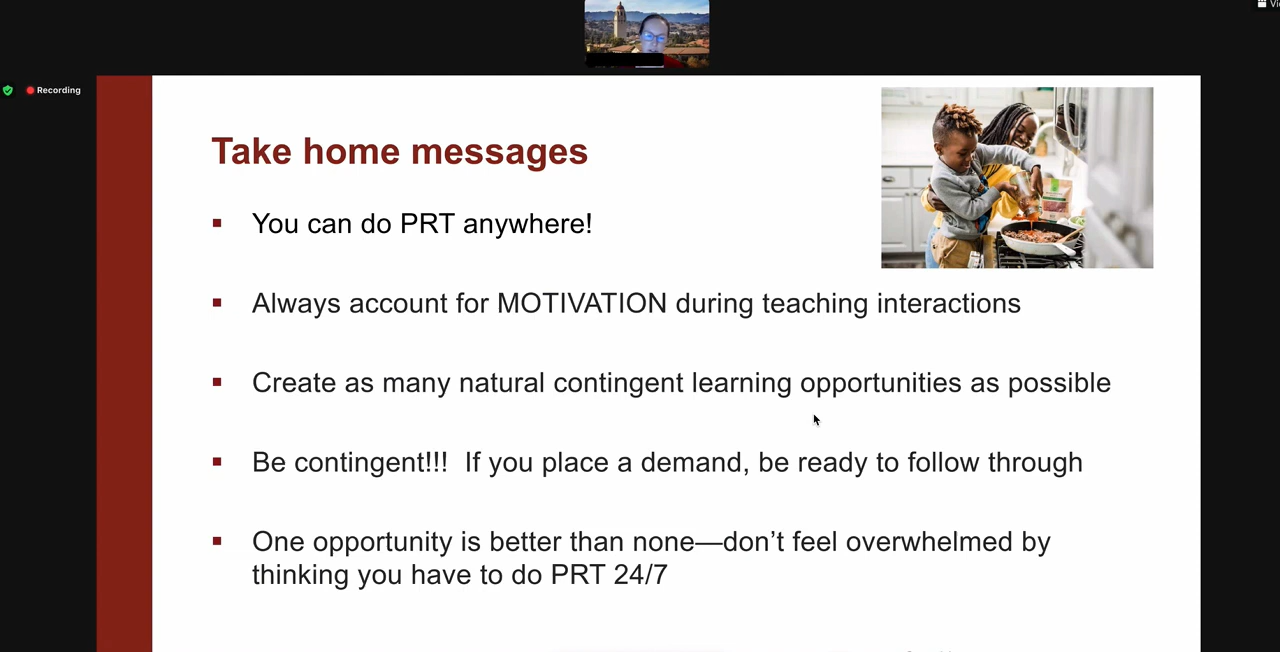 Vi
Recording
Take home messages
▪ You can do PRT anywhere!
▪ Always account for MOTIVATION during teaching interactions
▪ Create as many natural contingent learning opportunities as possible
▪ Be contingent!!!  If you place a demand, be ready to follow through
▪ One opportunity is better than none—don’t feel overwhelmed by
thinking you have to do PRT 24/7